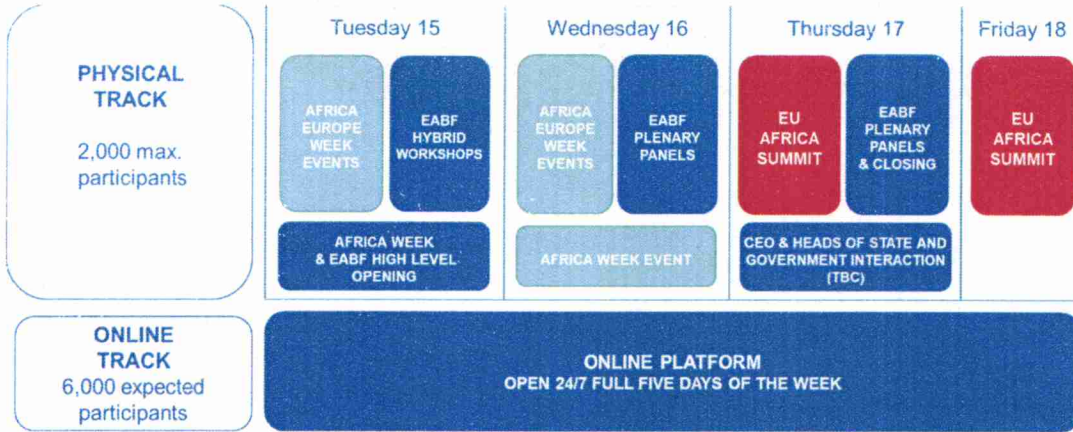 Tuesday 15
Wednesday 16
Thursday 17
Friday 18
PHYSICAL
TRACK
2,000 max.
participants
AFRICA
EUROPE
WEEK
EVENTS
EABF
HYBRID
WORKSHOPS
AFRICA
EUROPE
WEEK
EVENTS
EABF
PLENARY
PANELS
EU
AFRICA
SUMMIT
EABF
PLENARY
PANELS
& CLOSING
EU
AFRICA
SUMMIT
AFRICA WEEK
& EABF HIGH LEVEL
OPENING
AFRICA WEEK EVENT
CEO & HEADS OF STATE AND
GOVERNMENT INTERACTION
(TBC)
ONLINE
TRACK
6,000 expected
participants
ONLINE PLATFORM
OPEN 24/7 FULL FIVE DAYS OF THE WEEK